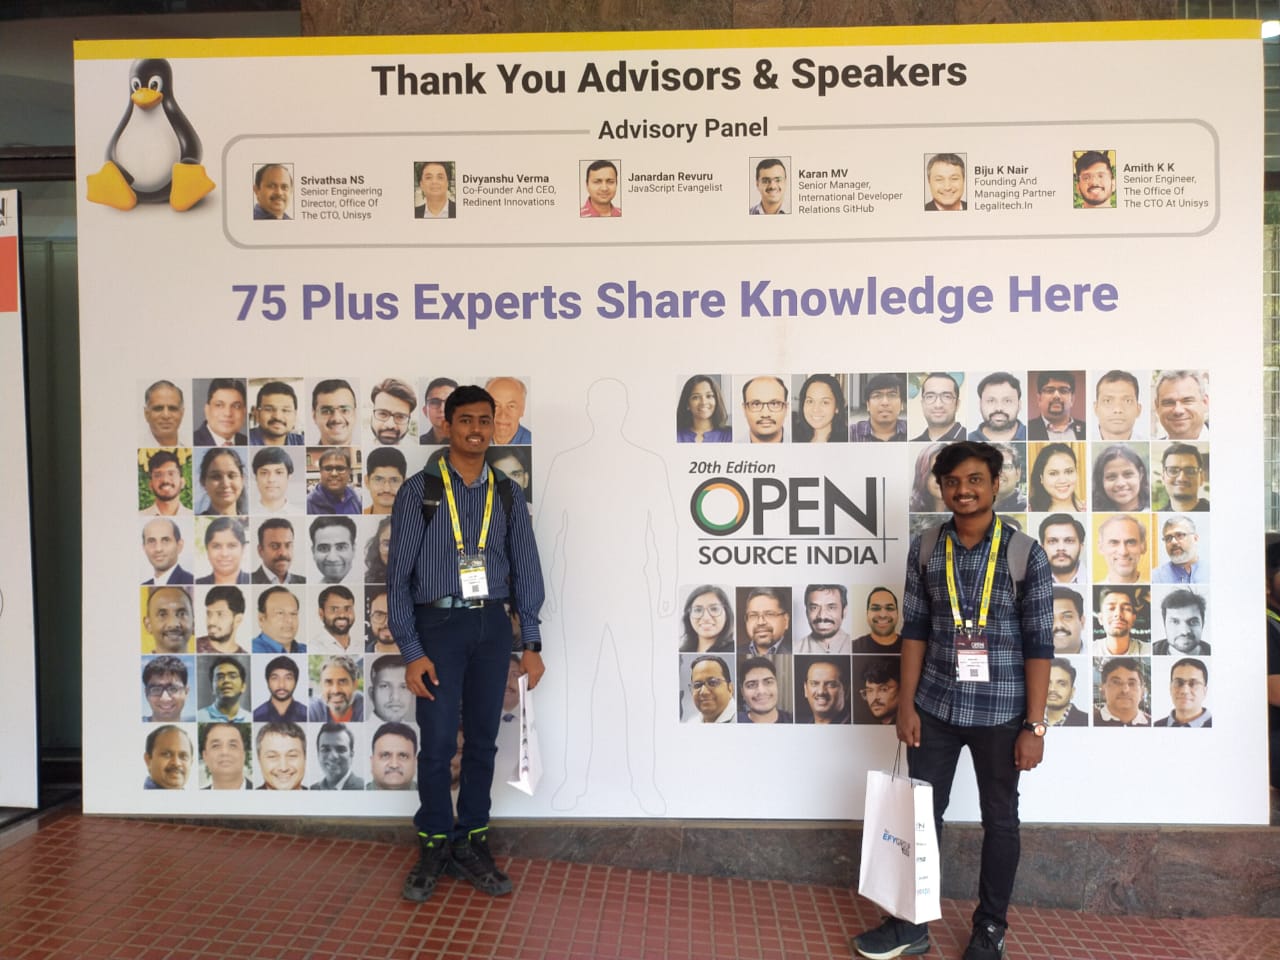 Thank You Advisors & Speakers
Advisory Panel
Srivathsa NS
Senior Engineering
Director, Office Of
The CTO, Unisys
Divyanshu Verma
Co-Founder And CEO,
Redinent Innovations
Janardan Revuru
JavaScript Evangelist
Karan MV
Senior Manager,
International Developer
Relations GitHub
Biju K Nair
Founding And
Managing Partner
Legalitech.In
Amith K K
Senior Engineer,
The Office Of
The CTO At Unisys
75 Plus Experts Share Knowledge Here
20th Edition
OPEN
SOURCE INDIA